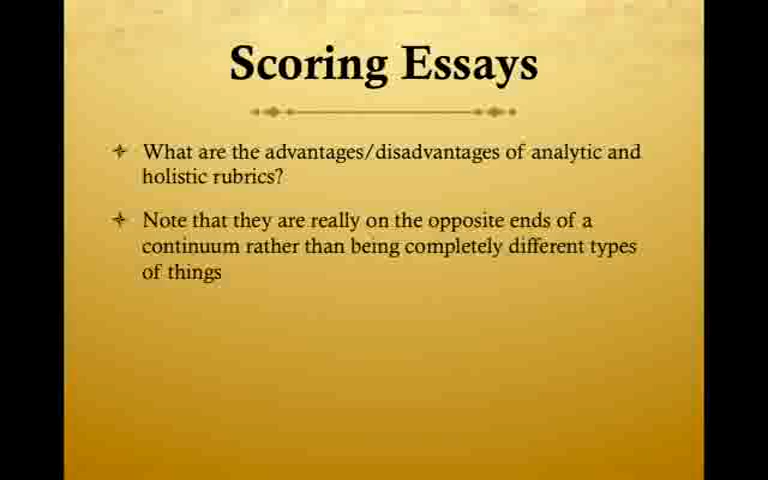 Scoring Essays
What are the advantages/disadvantages of analytic and
holistic rubrics?
Note that they are really on the opposite ends of a
continuum rather than being completely different types
of things